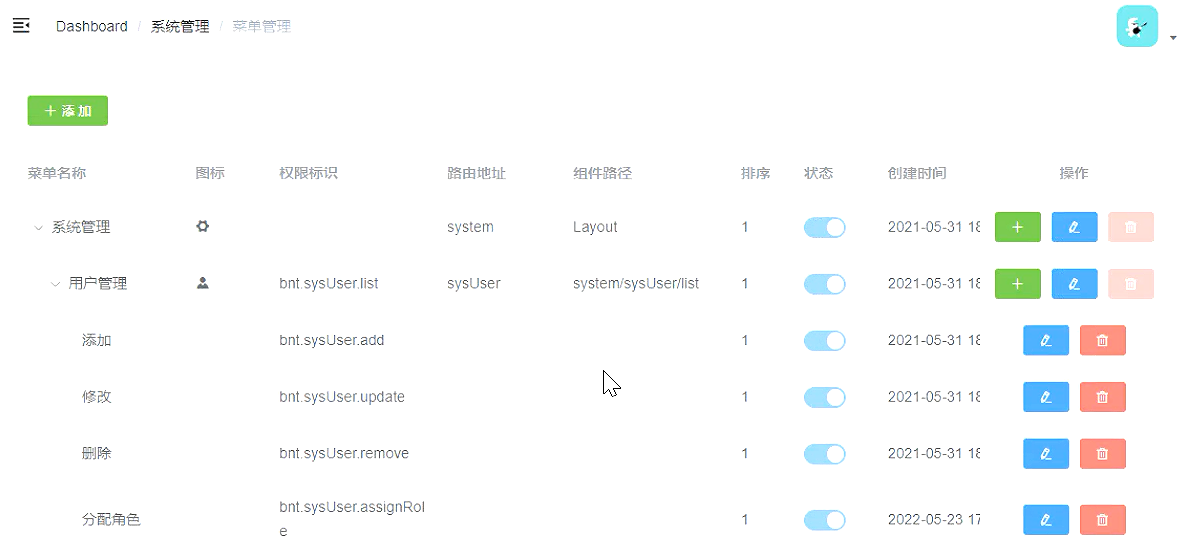 Dashboard / 系统管理 / 菜单管理
+ 添加
菜单名称 图标 权限标识 路由地址 组件路径 排序 状态 创建时间 操作
系统管理 system Layout 1 2021-05-31 18
用户管理 bnt.sysUser.list sysUser system/sysUser/list 1 2021-05-31 18
添加 bnt.sysUser.add 1 2021-05-31 18
修改 bnt.sysUser.update 1 2021-05-31 18
删除 bnt.sysUser.remove 1 2021-05-31 18
分配角色 bnt.sysUser.assignRol 1 2022-05-23 17
e